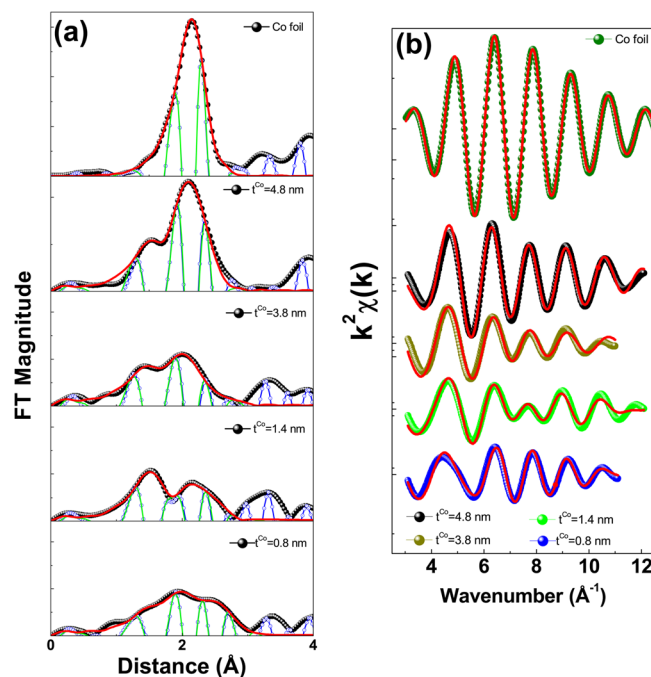 (a)
Co foil
t^Co=4.8 nm
t^Co=3.8 nm
t^Co=1.4 nm
t^Co=0.8 nm
FT Magnitude
0 2 4
Distance (Å)
(b)
Co foil
k²χ(k)
t^Co=4.8 nm
t^Co=1.4 nm
t^Co=3.8 nm
t^Co=0.8 nm
4 6 8 10 12
Wavenumber (Å⁻¹)